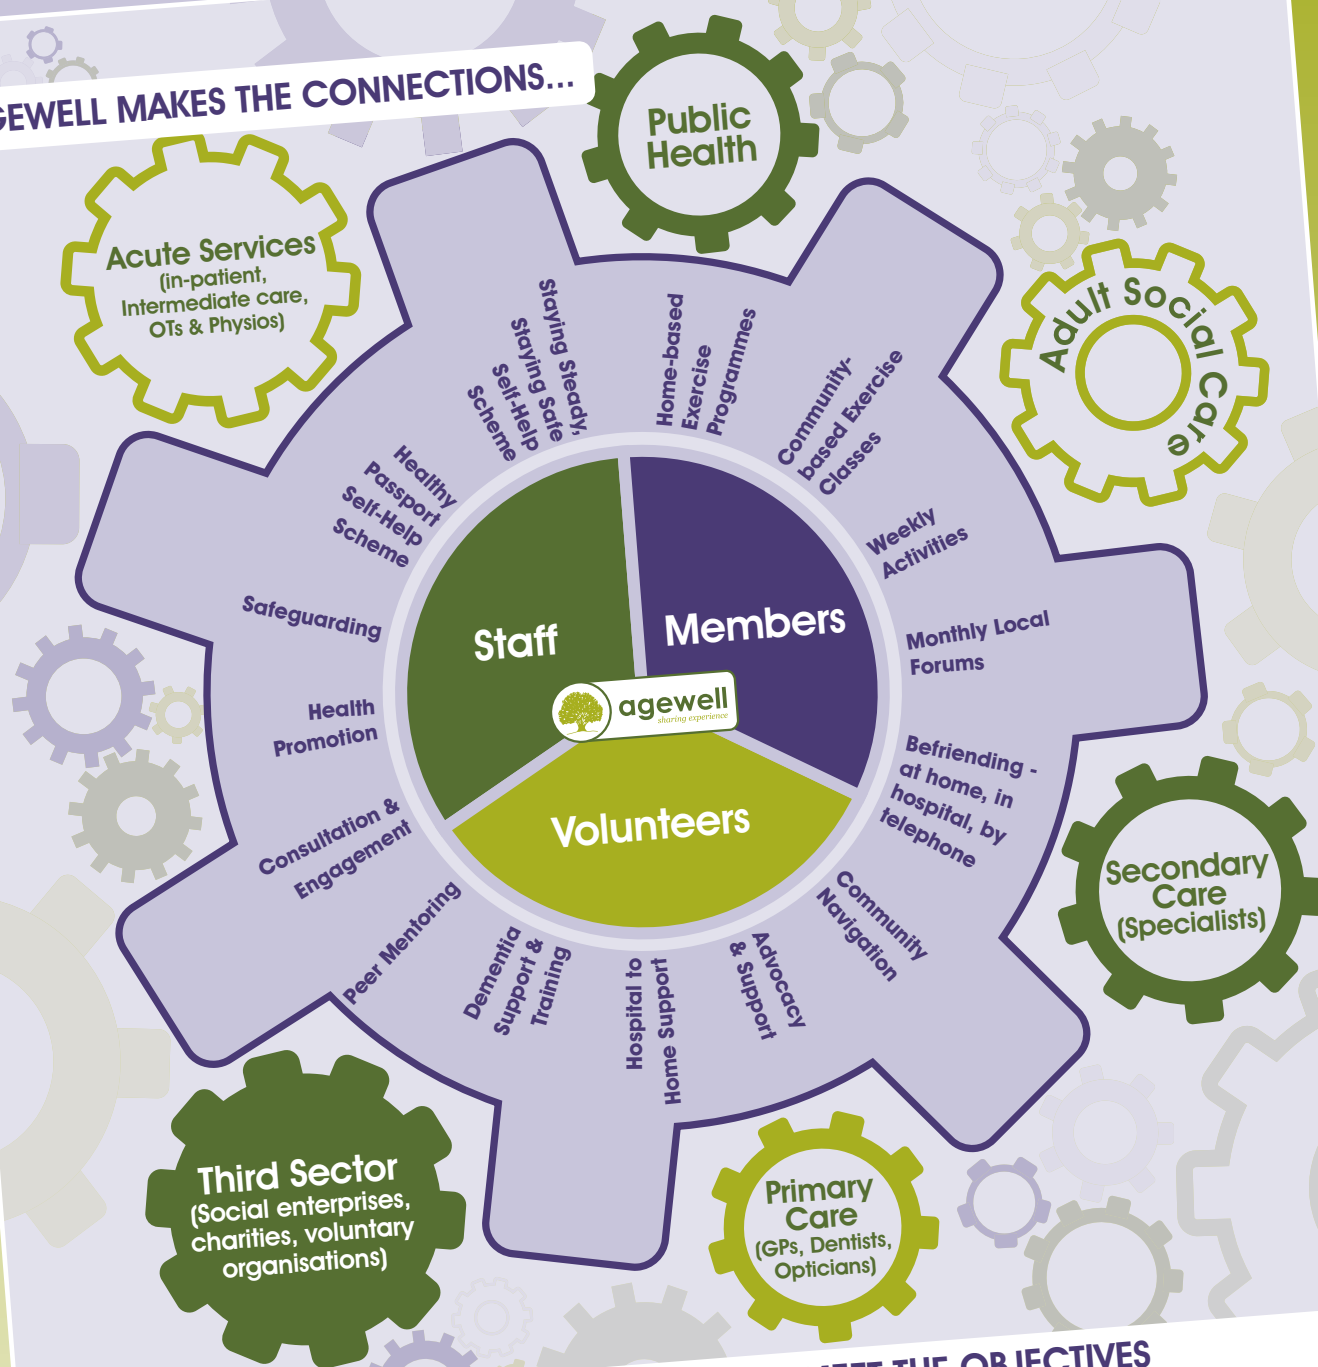 AGEWELL MAKES THE CONNECTIONS...
Public
Health
Acute Services
(in-patient,
Intermediate care,
OTs & Physios)
Adult Social Care
Staying Steady,
Staying Safe
Self-Help
Scheme
Home-based
Exercise
Programmes
Community-
based Exercise
Classes
Weekly
Activities
Monthly Local
Forums
Befriending -
at home, in
hospital, by
telephone
Community
Navigation
Advocacy
& Support
Hospital to
Home Support
Dementia
Support &
Training
Peer Mentoring
Consultation &
Engagement
Health
Promotion
Safeguarding
Healthy
Passport
Self-Help
Scheme
Staff
Members
agewell
sharing experience
Volunteers
Secondary
Care
(Specialists)
Third Sector
(Social enterprises,
charities, voluntary
organisations)
Primary
Care
(GPs, Dentists,
Opticians)
THE OBJECTIVES